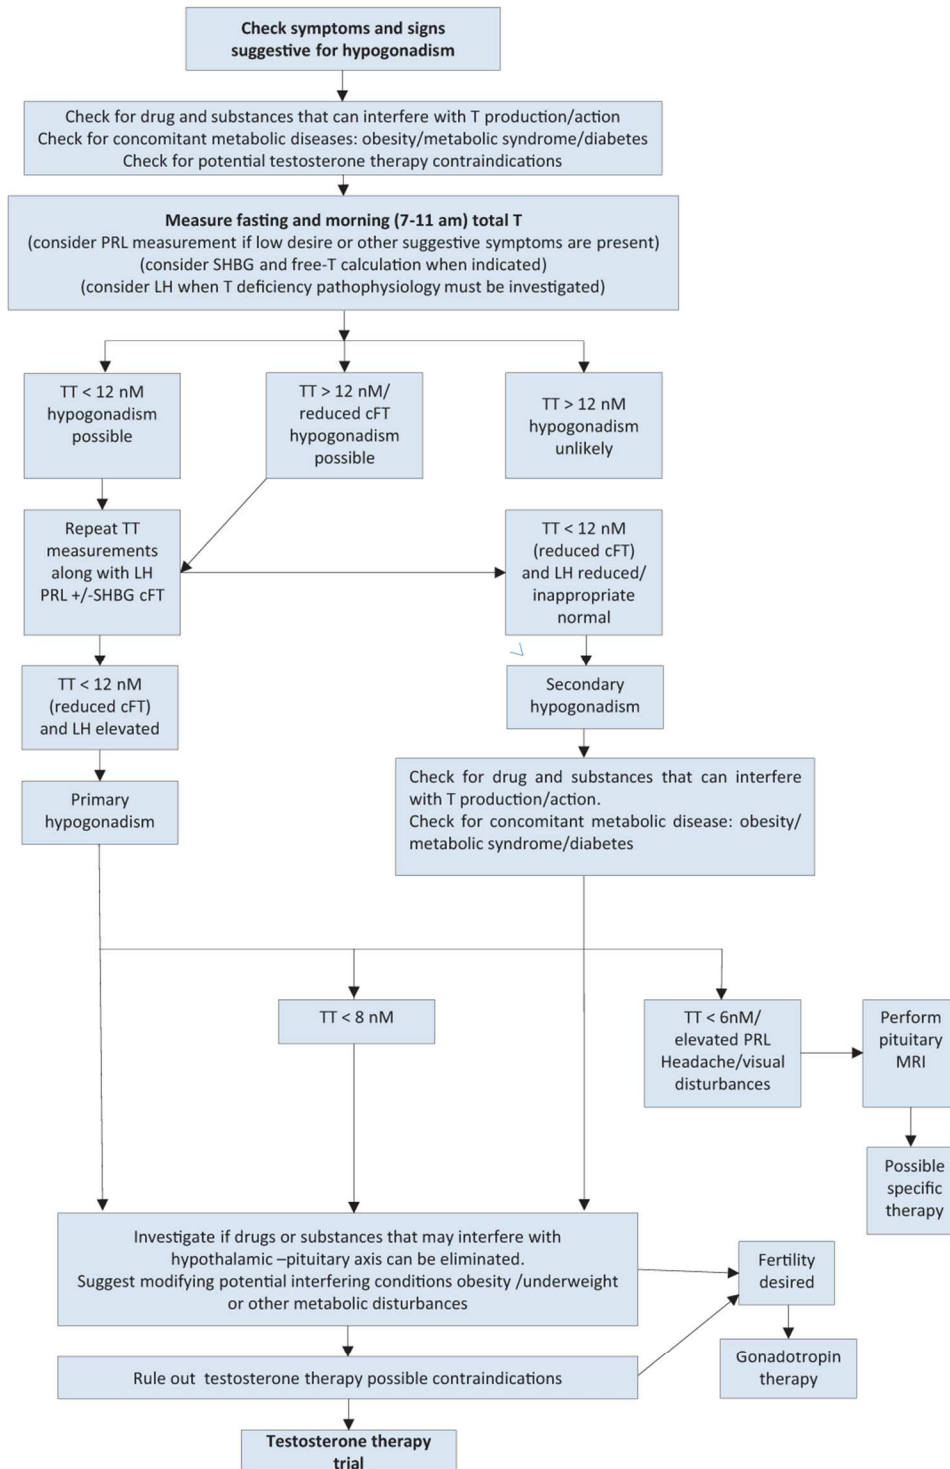 Check symptoms and signs
suggestive for hypogonadism
Check for drug and substances that can interfere with T production/action
Check for concomitant metabolic diseases: obesity/metabolic syndrome/diabetes
Check for potential testosterone therapy contraindications
Measure fasting and morning (7-11 am) total T
(consider PRL measurement if low desire or other suggestive symptoms are present)
(consider SHBG and free-T calculation when indicated)
(consider LH when T deficiency pathophysiology must be investigated)
TT < 12 nM
hypogonadism
possible
TT > 12 nM/
reduced cFT
hypogonadism
possible
TT > 12 nM
hypogonadism
unlikely
Repeat TT
measurements
along with LH
PRL +/-SHBG cFT
TT < 12 nM
(reduced cFT)
and LH reduced/
inappropriate
normal
TT < 12 nM
(reduced cFT)
and LH elevated
Secondary
hypogonadism
Primary
hypogonadism
Check for drug and substances that can interfere
with T production/action.
Check for concomitant metabolic disease: obesity/
metabolic syndrome/diabetes
TT < 8 nM
TT < 6nM/
elevated PRL
Headache/visual
disturbances
Perform
pituitary
MRI
Possible
specific
therapy
Investigate if drugs or substances that may interfere with
hypothalamic –pituitary axis can be eliminated.
Suggest modifying potential interfering conditions obesity /underweight
or other metabolic disturbances
Fertility
desired
Gonadotropin
therapy
Rule out testosterone therapy possible contraindications
Testosterone therapy
trial